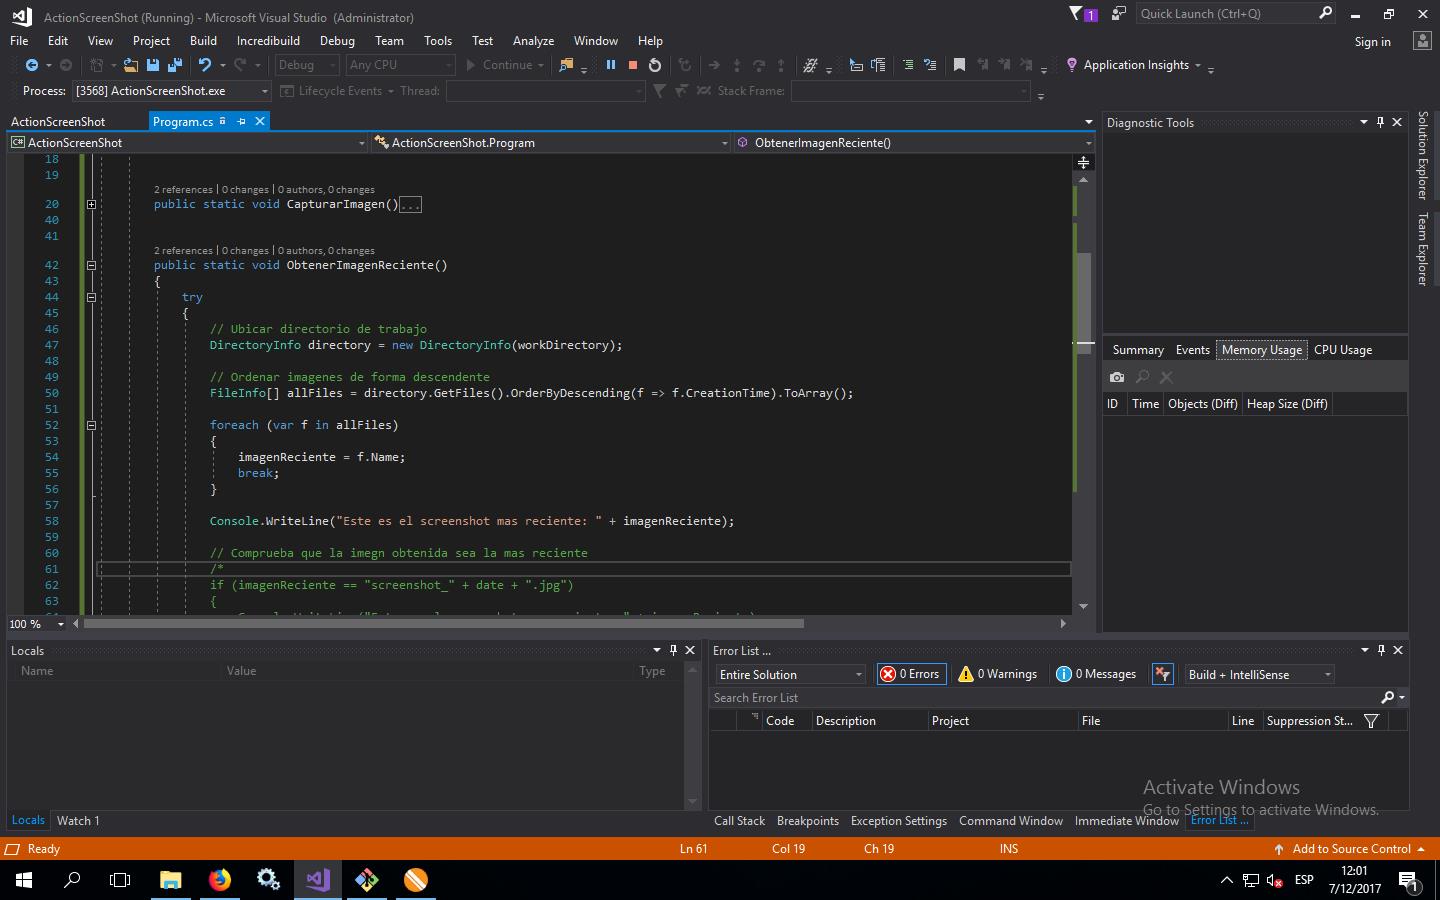 ActionScreenShot (Running) - Microsoft Visual Studio (Administrator)
1
Quick Launch (Ctrl+Q)
File Edit View Project Build Incredibuild Debug Team Tools Test Analyze Window Help
Sign in
Debug Any CPU Continue Application Insights
Process: [3568] ActionScreenShot.exe Lifecycle Events Thread: Stack Frame:
ActionScreenShot Program.cs
C# ActionScreenShot ActionScreenShot.Program ObtenerImagenReciente()
18
19
2 references | 0 changes | 0 authors, 0 changes
20 public static void CapturarImagen()...
40
41
2 references | 0 changes | 0 authors, 0 changes
42 public static void ObtenerImagenReciente()
43 {
44 try
45 {
46 // Ubicar directorio de trabajo
47 DirectoryInfo directory = new DirectoryInfo(workDirectory);
48
49 // Ordenar imagenes de forma descendente
50 FileInfo[] allFiles = directory.GetFiles().OrderByDescending(f => f.CreationTime).ToArray();
51
52 foreach (var f in allFiles)
53 {
54 imagenReciente = f.Name;
55 break;
56 }
57
58 Console.WriteLine("Este es el screenshot mas reciente: " + imagenReciente);
59
60 // Comprueba que la imegn obtenida sea la mas reciente
61 /*
62 if (imagenReciente == "screenshot_" + date + ".jpg")
63 {
100 %
Diagnostic Tools
Summary Events Memory Usage CPU Usage
ID Time Objects (Diff) Heap Size (Diff)
Solution Explorer
Team Explorer
Locals
Name Value Type
Locals Watch 1
Error List ...
Entire Solution 0 Errors 0 Warnings 0 Messages Build + IntelliSense
Search Error List
Code Description Project File Line Suppression St...
Activate Windows
Go to Settings to activate Windows.
Call Stack Breakpoints Exception Settings Command Window Immediate Window Error List ...
Ready Ln 61 Col 19 Ch 19 INS Add to Source Control
ESP
12:01
7/12/2017
1